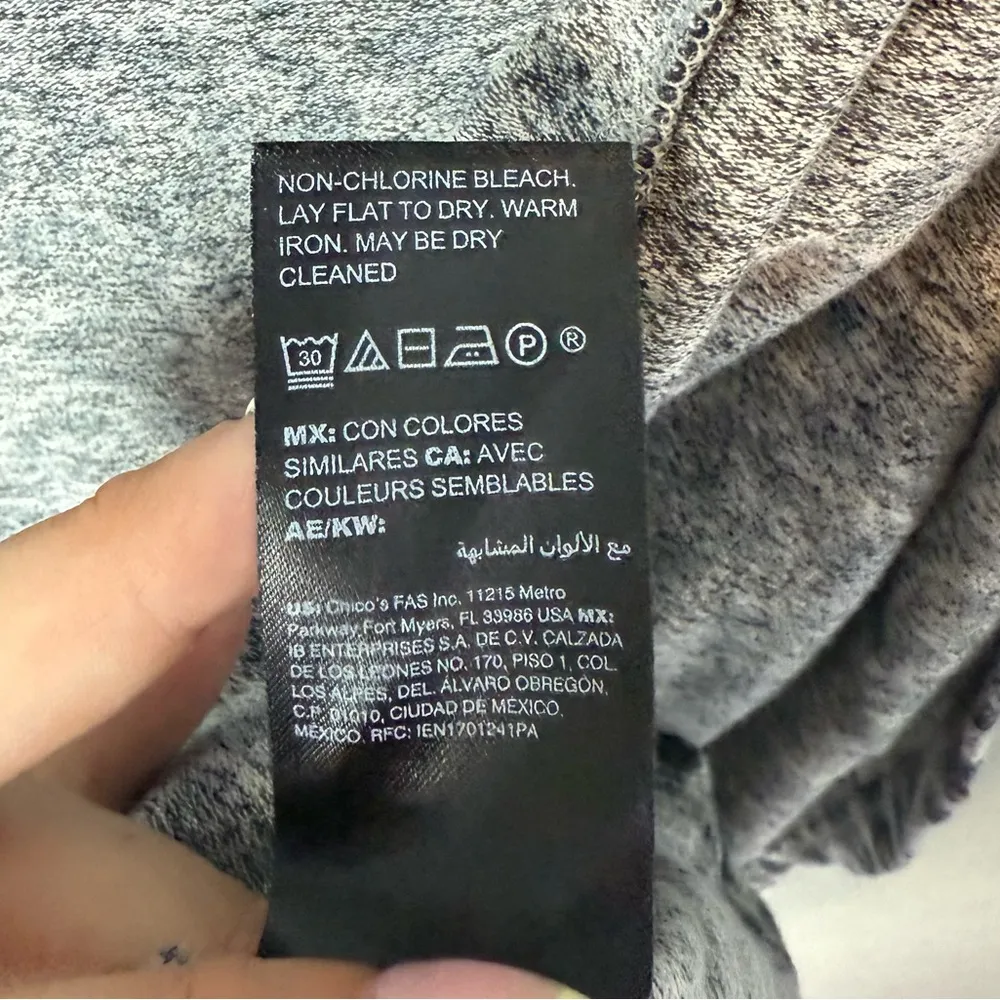 NON-CHLORINE BLEACH.
LAY FLAT TO DRY. WARM
IRON. MAY BE DRY
CLEANED
30 P ®
MX: CON COLORES
SIMILARES CA: AVEC
COULEURS SEMBLABLES
AE/KW:
مع الألوان المشابهة
US: Chico's FAS Inc. 11215 Metro
Parkway Fort Myers, FL 33986 USA MX:
IB ENTERPRISES S.A. DE C.V. CALZADA
DE LOS LEONES NO. 170, PISO 1, COL.
LOS ALPES, DEL. ÁLVARO OBREGÓN,
C.P. 01010, CIUDAD DE MÉXICO,
MÉXICO, RFC: IEN1701241PA